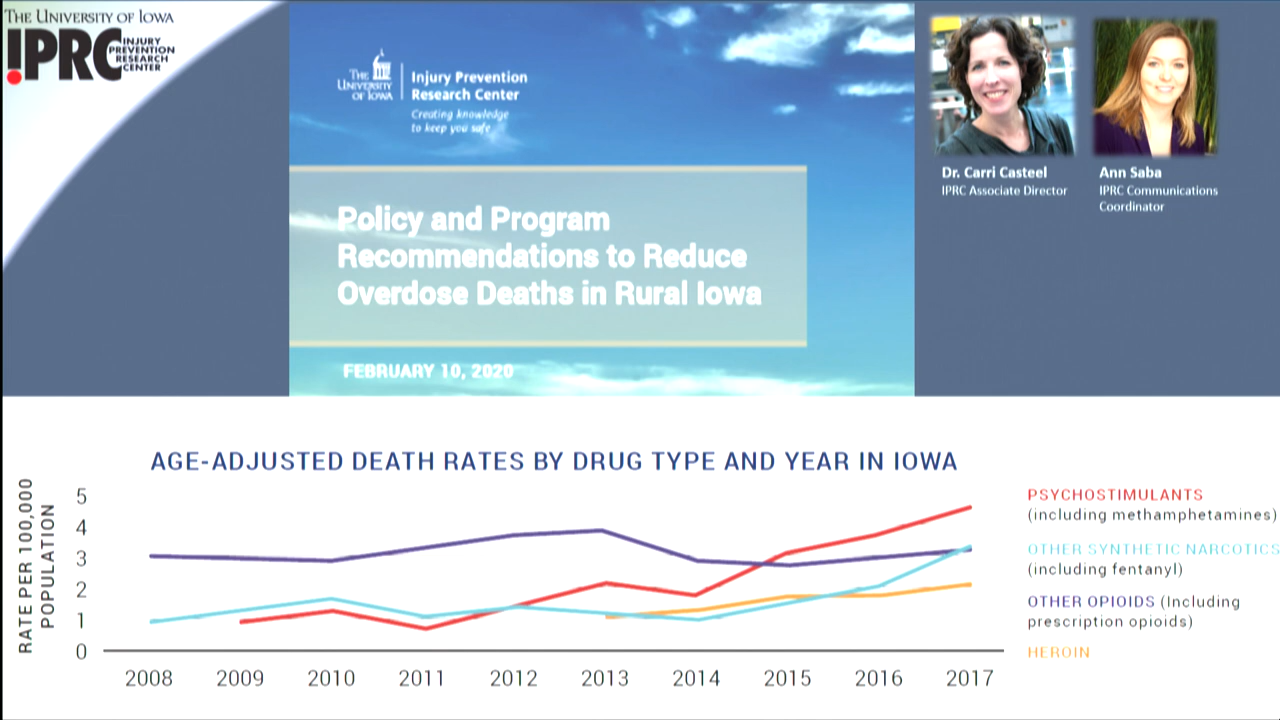 The University of Iowa
IPRC INJURY
PREVENTION
RESEARCH
CENTER
The
University
of Iowa
Injury Prevention
Research Center
Creating knowledge
to keep you safe
Policy and Program
Recommendations to Reduce
Overdose Deaths in Rural Iowa
FEBRUARY 10, 2020
Dr. Carri Casteel
IPRC Associate Director
Ann Saba
IPRC Communications
Coordinator
AGE-ADJUSTED DEATH RATES BY DRUG TYPE AND YEAR IN IOWA
RATE PER 100,000
POPULATION
5
4
3
2
1
0
2008 2009 2010 2011 2012 2013 2014 2015 2016 2017
PSYCHOSTIMULANTS
(including methamphetamines)
OTHER SYNTHETIC NARCOTICS
(including fentanyl)
OTHER OPIOIDS (Including
prescription opioids)
HEROIN